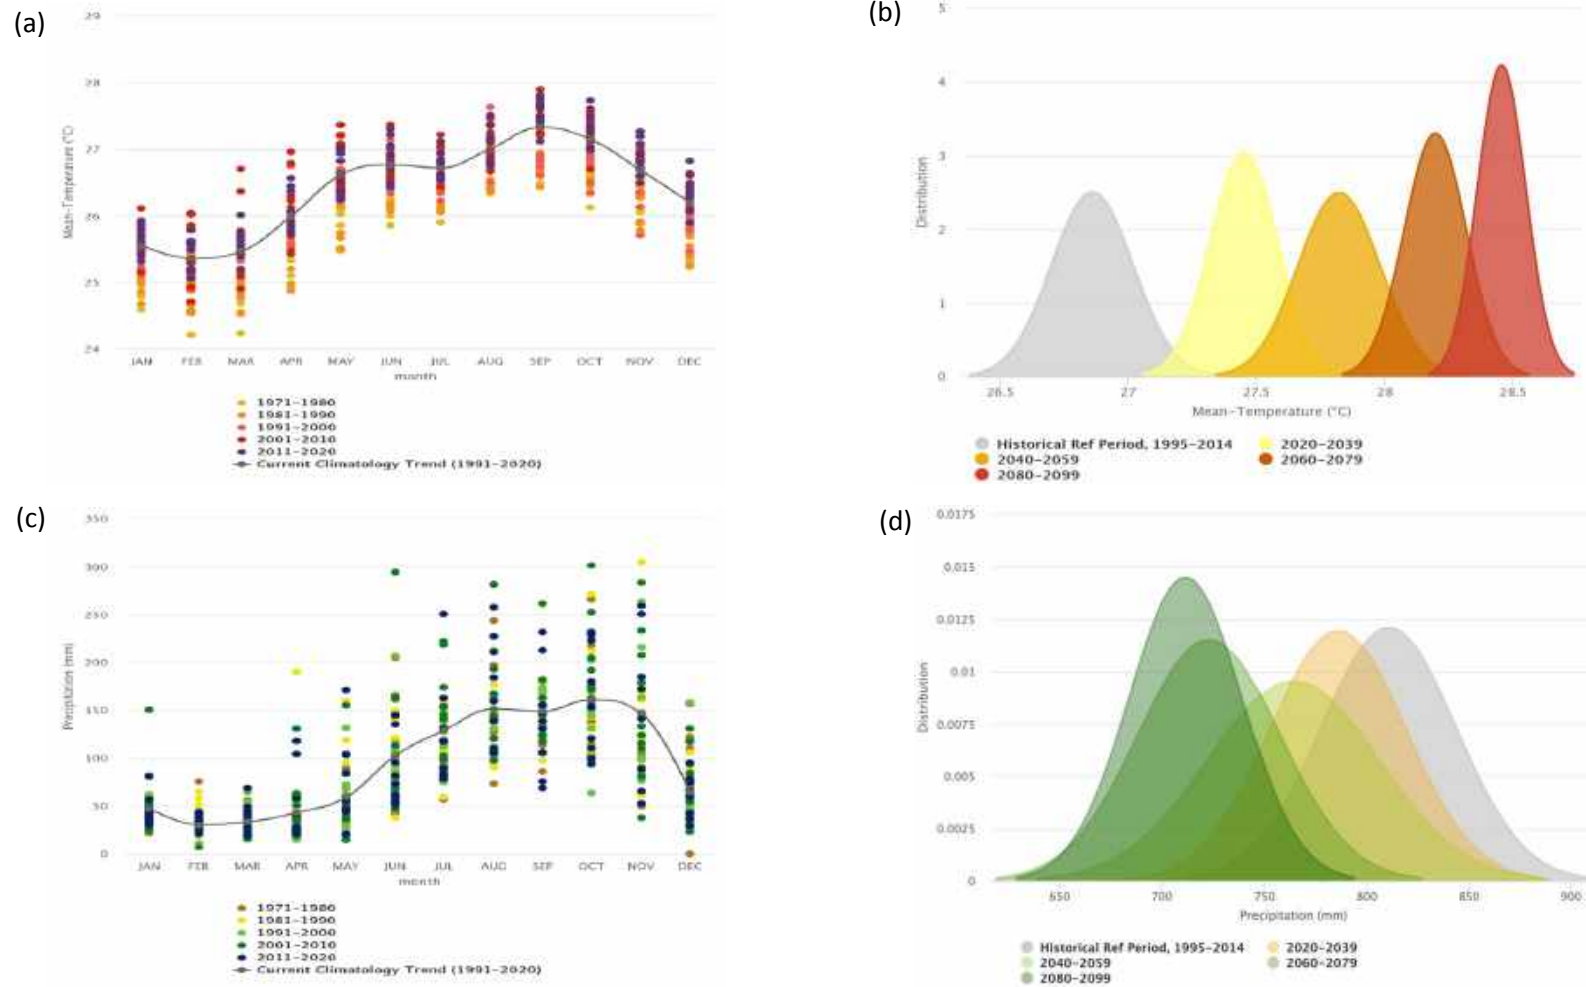 (a)
29
28
27
26
25
24
Mean-Temperature (°C)
JAN FEB MAR APR MAY JUN JUL AUG SEP OCT NOV DEC
month
1971-1980
1981-1990
1991-2000
2001-2010
2011-2020
Current Climatology Trend (1991-2020)
(b)
5
4
3
2
1
0
Distribution
26.5 27 27.5 28 28.5
Mean-Temperature (°C)
Historical Ref Period, 1995-2014 2020-2039
2040-2059 2060-2079
2080-2099
(c)
350
300
250
200
150
100
50
0
Precipitation (mm)
JAN FEB MAR APR MAY JUN JUL AUG SEP OCT NOV DEC
month
1971-1980
1981-1990
1991-2000
2001-2010
2011-2020
Current Climatology Trend (1991-2020)
(d)
0.0175
0.015
0.0125
0.01
0.0075
0.005
0.0025
0
Distribution
650 700 750 800 850 900
Precipitation (mm)
Historical Ref Period, 1995-2014 2020-2039
2040-2059 2060-2079
2080-2099